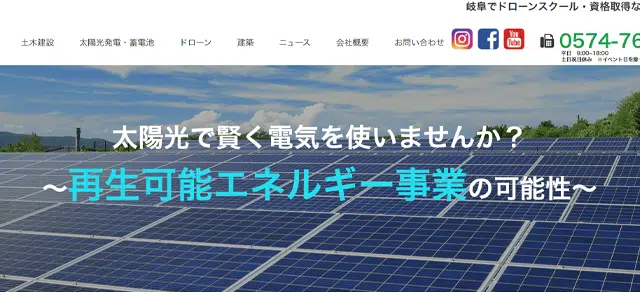 岐阜でドローンスクール・資格取得な
土木建設 太陽光発電・蓄電池 ドローン 建築 ニュース 会社概要 お問い合わせ You Tube 0574-76
平日 9:00~18:00
土日祝日休み ※イベント日を除
太陽光で賢く電気を使いませんか？
～再生可能エネルギー事業の可能性～